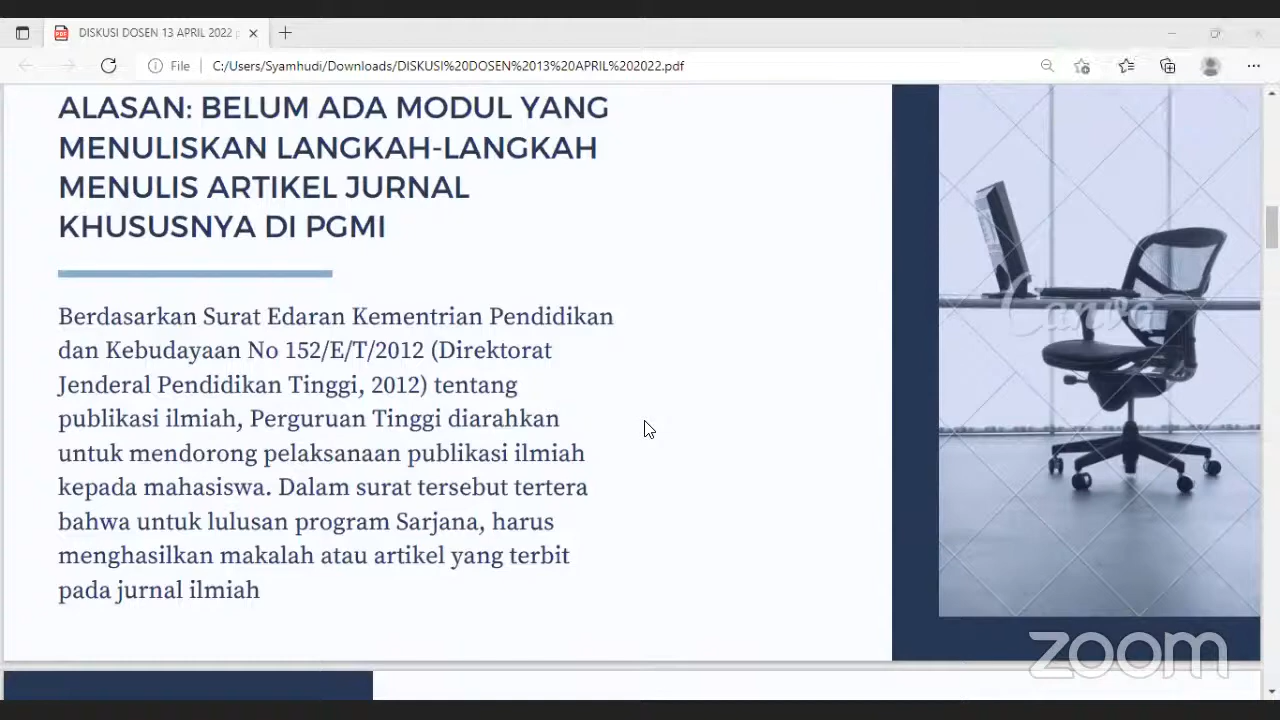 DISKUSI DOSEN 13 APRIL 2022
File
C:/Users/Syamhudi/Downloads/DISKUSI%20DOSEN%2013%20APRIL%202022.pdf
ALASAN: BELUM ADA MODUL YANG
MENULISKAN LANGKAH-LANGKAH
MENULIS ARTIKEL JURNAL
KHUSUSNYA DI PGMI
Berdasarkan Surat Edaran Kementrian Pendidikan
dan Kebudayaan No 152/E/T/2012 (Direktorat
Jenderal Pendidikan Tinggi, 2012) tentang
publikasi ilmiah, Perguruan Tinggi diarahkan
untuk mendorong pelaksanaan publikasi ilmiah
kepada mahasiswa. Dalam surat tersebut tertera
bahwa untuk lulusan program Sarjana, harus
menghasilkan makalah atau artikel yang terbit
pada jurnal ilmiah
Canva
zoom